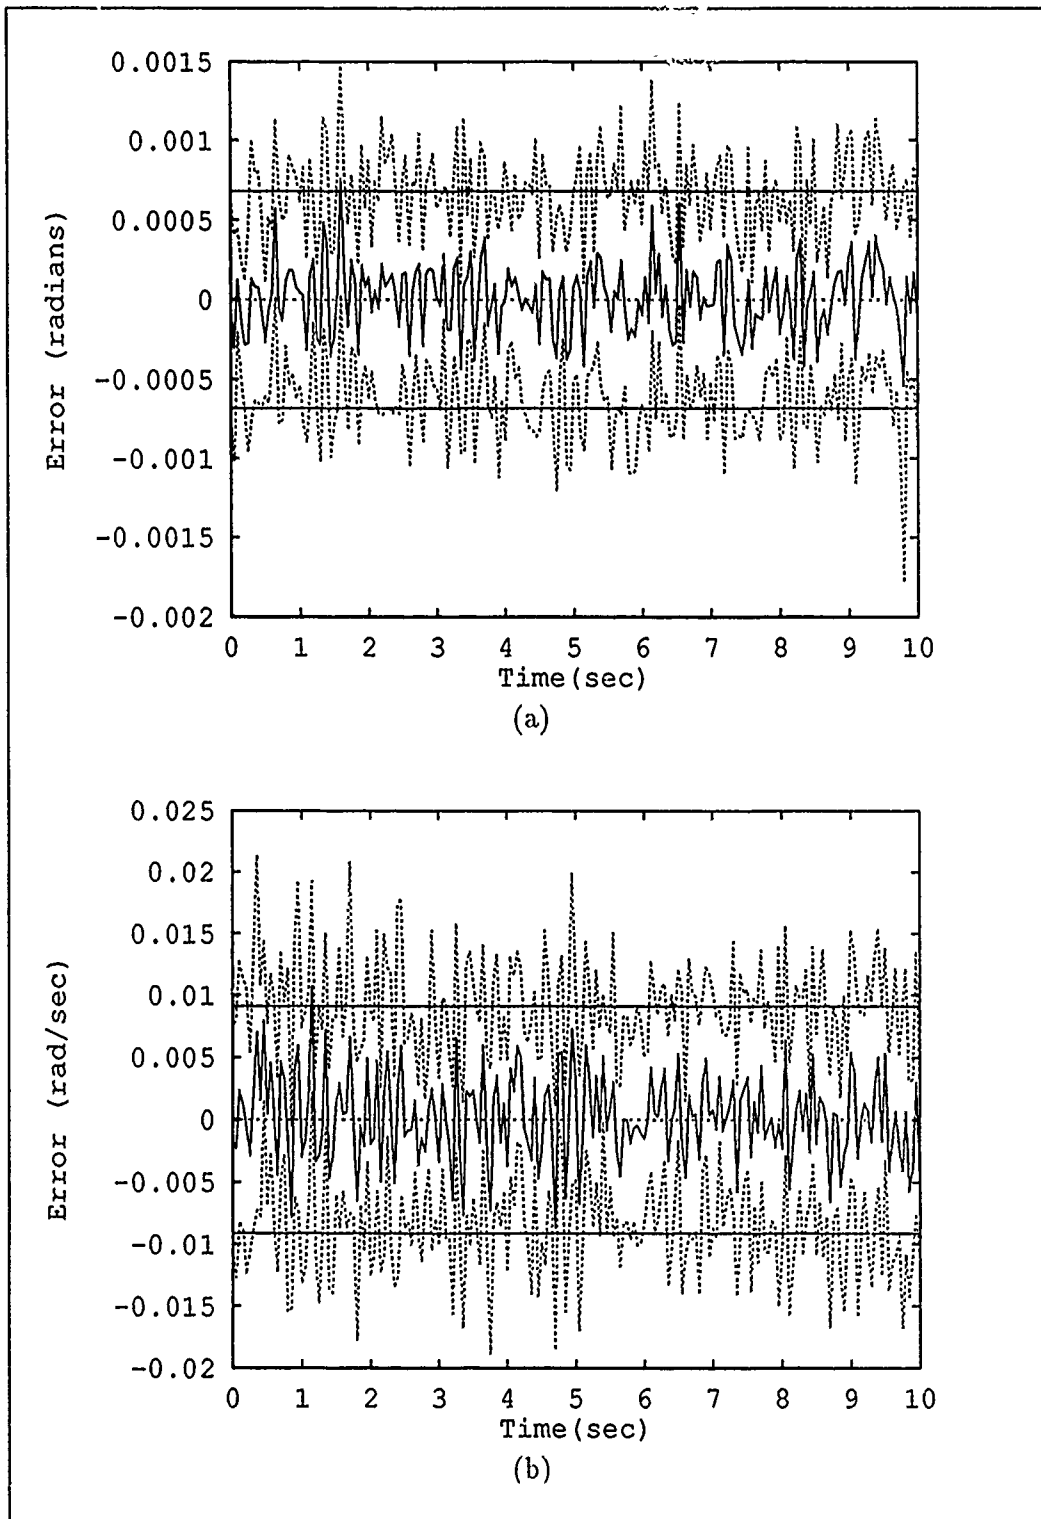 0.0015
0.001
0.0005
0
-0.0005
-0.001
-0.0015
-0.002
Error (radians)
0 1 2 3 4 5 6 7 8 9 10
Time(sec)
(a)
0.025
0.02
0.015
0.01
0.005
0
-0.005
-0.01
-0.015
-0.02
Error (rad/sec)
0 1 2 3 4 5 6 7 8 9 10
Time(sec)
(b)